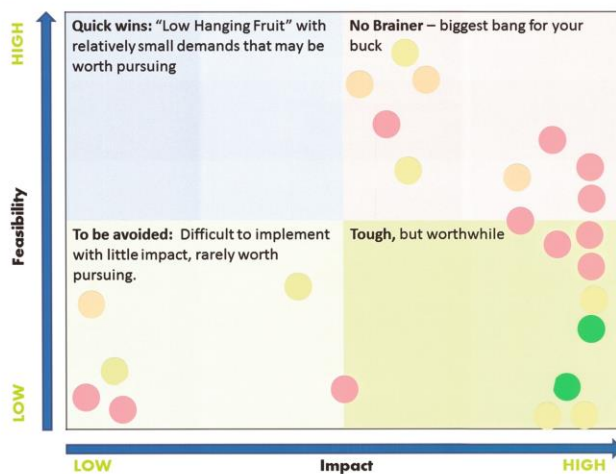 HIGH
Quick wins: "Low Hanging Fruit" with
relatively small demands that may be
worth pursuing
No Brainer – biggest bang for your
buck
Feasibility
To be avoided:  Difficult to implement
with little impact, rarely worth
pursuing.
Tough, but worthwhile
LOW
LOW
Impact
HIGH